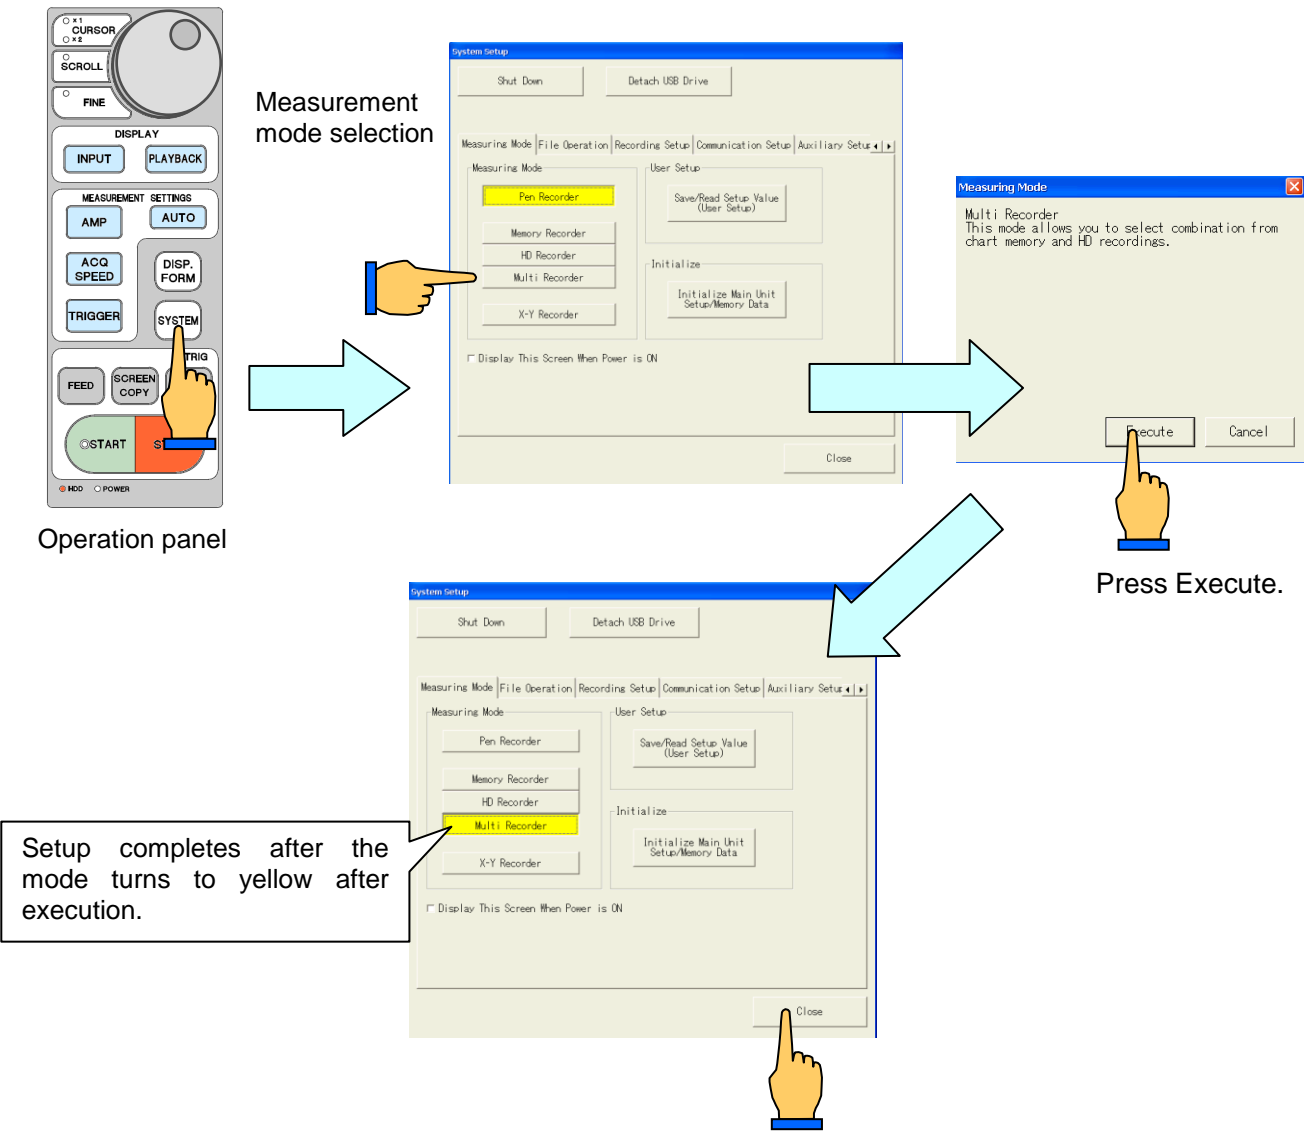 ×1
CURSOR
×2
SCROLL
FINE
DISPLAY
INPUT PLAYBACK
MEASUREMENT SETTINGS
AMP AUTO
ACQ
SPEED
DISP.
FORM
TRIGGER SYSTEM
TRIG
FEED
SCREEN
COPY
START
HDD POWER
Operation panel
Measurement
mode selection
System Setup
Shut Down Detach USB Drive
Measuring Mode File Operation Recording Setup Communication Setup Auxiliary Setup
Measuring Mode
Pen Recorder
Memory Recorder
HD Recorder
Multi Recorder
X-Y Recorder
User Setup
Save/Read Setup Value
(User Setup)
Initialize
Initialize Main Unit
Setup/Memory Data
Display This Screen When Power is ON
Close
Measuring Mode
Multi Recorder
This mode allows you to select combination from
chart memory and HD recordings.
Execute Cancel
Press Execute.
System Setup
Shut Down Detach USB Drive
Measuring Mode File Operation Recording Setup Communication Setup Auxiliary Setup
Measuring Mode
Pen Recorder
Memory Recorder
HD Recorder
Multi Recorder
X-Y Recorder
User Setup
Save/Read Setup Value
(User Setup)
Initialize
Initialize Main Unit
Setup/Memory Data
Display This Screen When Power is ON
Close
Setup completes after the
mode turns to yellow after
execution.